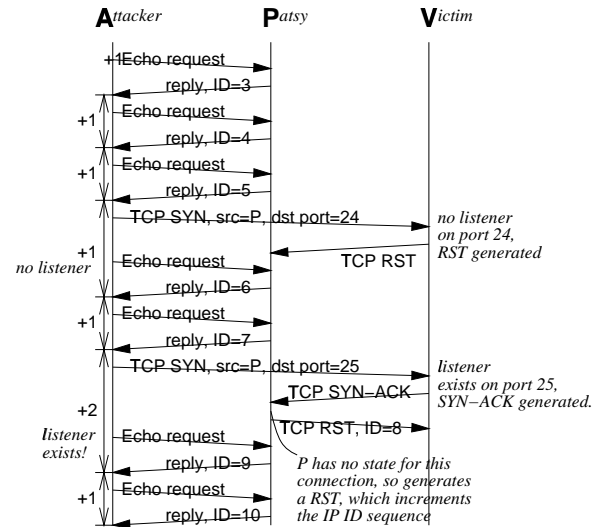 Attacker Patsy Victim
+1 Echo request
reply, ID=3
+1 Echo request
reply, ID=4
+1 Echo request
reply, ID=5
TCP SYN, src=P, dst port=24
no listener
on port 24,
RST generated
TCP RST
+1
no listener
Echo request
reply, ID=6
+1 Echo request
reply, ID=7
TCP SYN, src=P, dst port=25
listener
exists on port 25,
SYN−ACK generated.
TCP SYN−ACK
+2
listener
exists!
TCP RST, ID=8
Echo request
reply, ID=9
P has no state for this
connection, so generates
a RST, which increments
the IP ID sequence
+1 Echo request
reply, ID=10